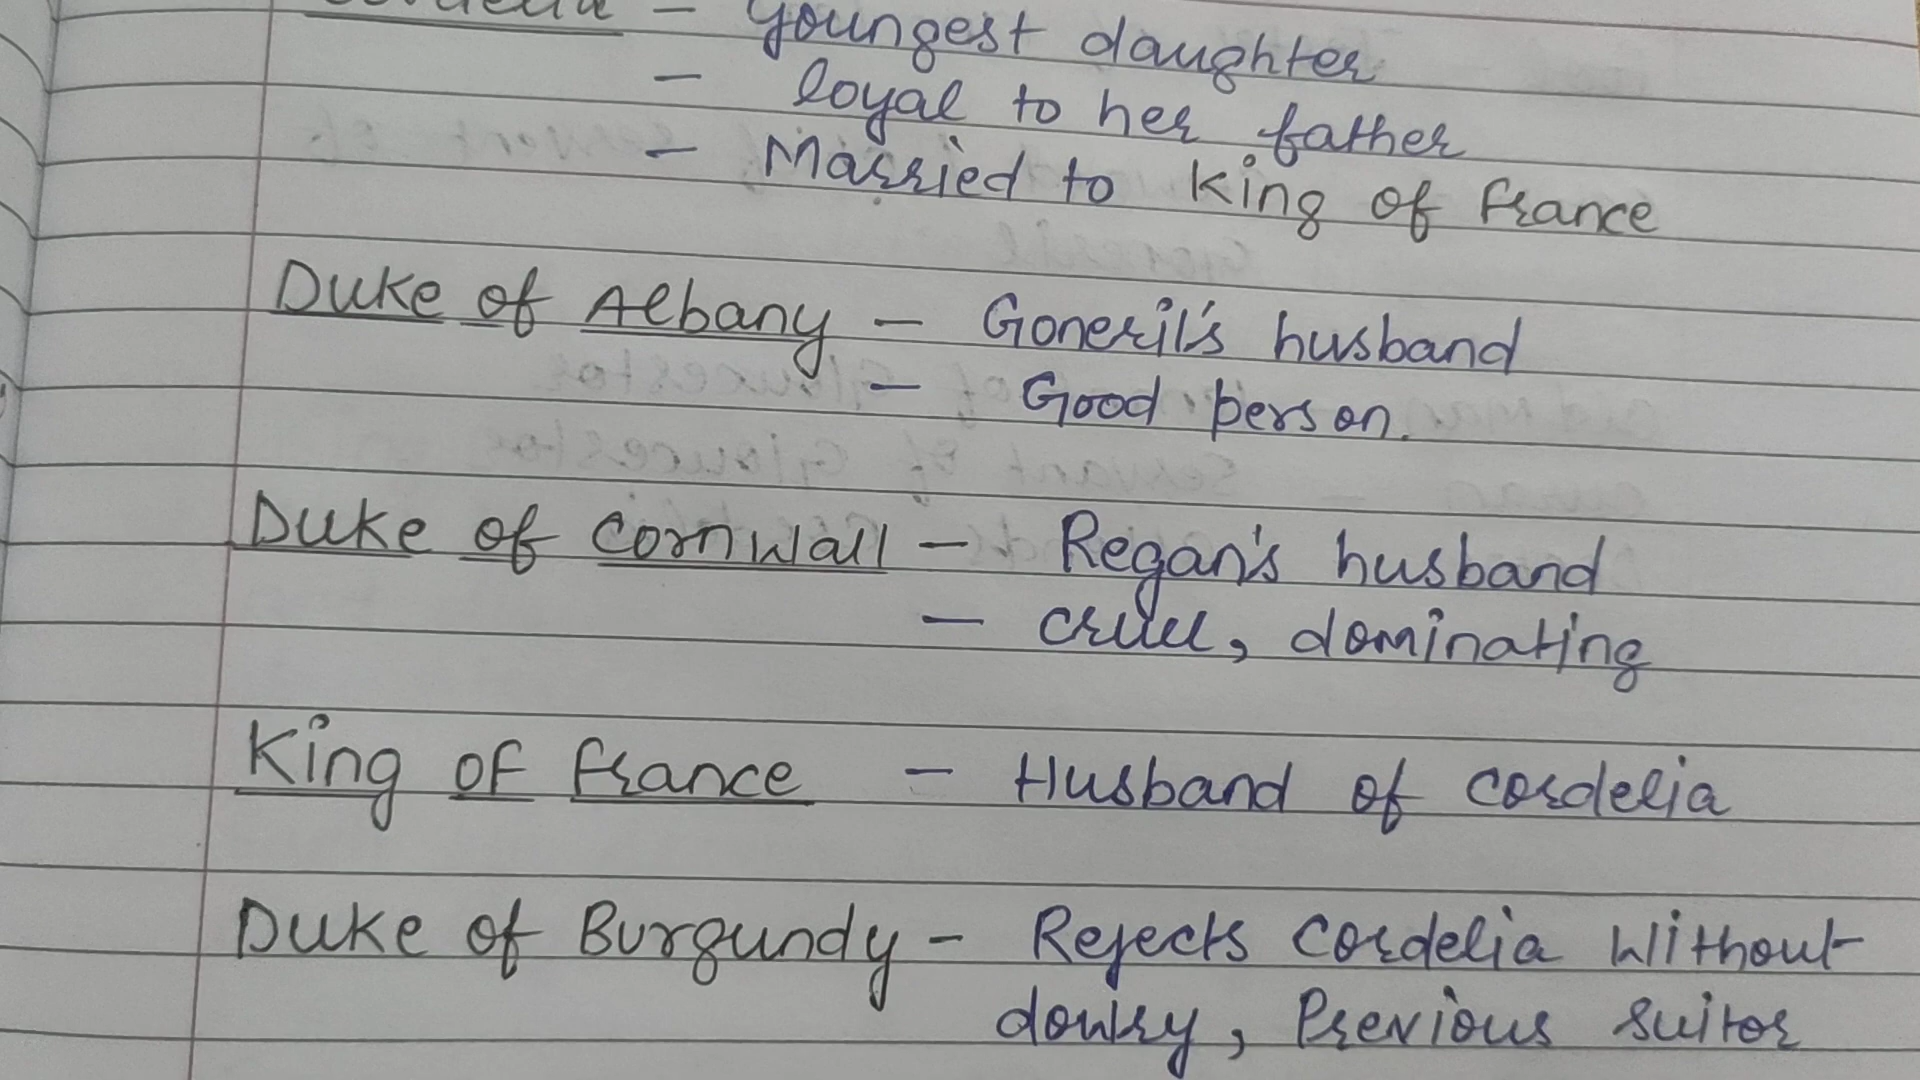 - Youngest daughter
- loyal to her father
- Married to King of France
Duke of Albany - Goneril's husband
- Good person.
Duke of Cornwall - Regan's husband
- cruel, dominating
King of France - Husband of Cordelia
Duke of Burgundy - Rejects Cordelia Without
dowry, Previous suitor